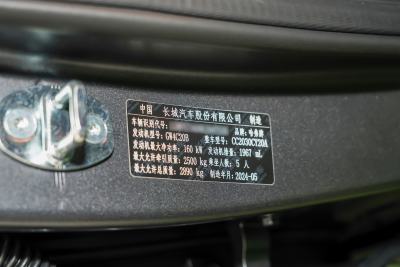 中国 长城汽车股份有限公司 制造
车辆识别代号: 品牌:哈弗牌
发动机型号: GW4C20B 整车型号: CC2030CY20A
发动机最大净功率: 160 kW 发动机排量: 1967 mL
最大允许牵引质量 2500 kg 乘坐人数: 5 人
最大允许总质量 2890 kg 制造年月: 2024-05